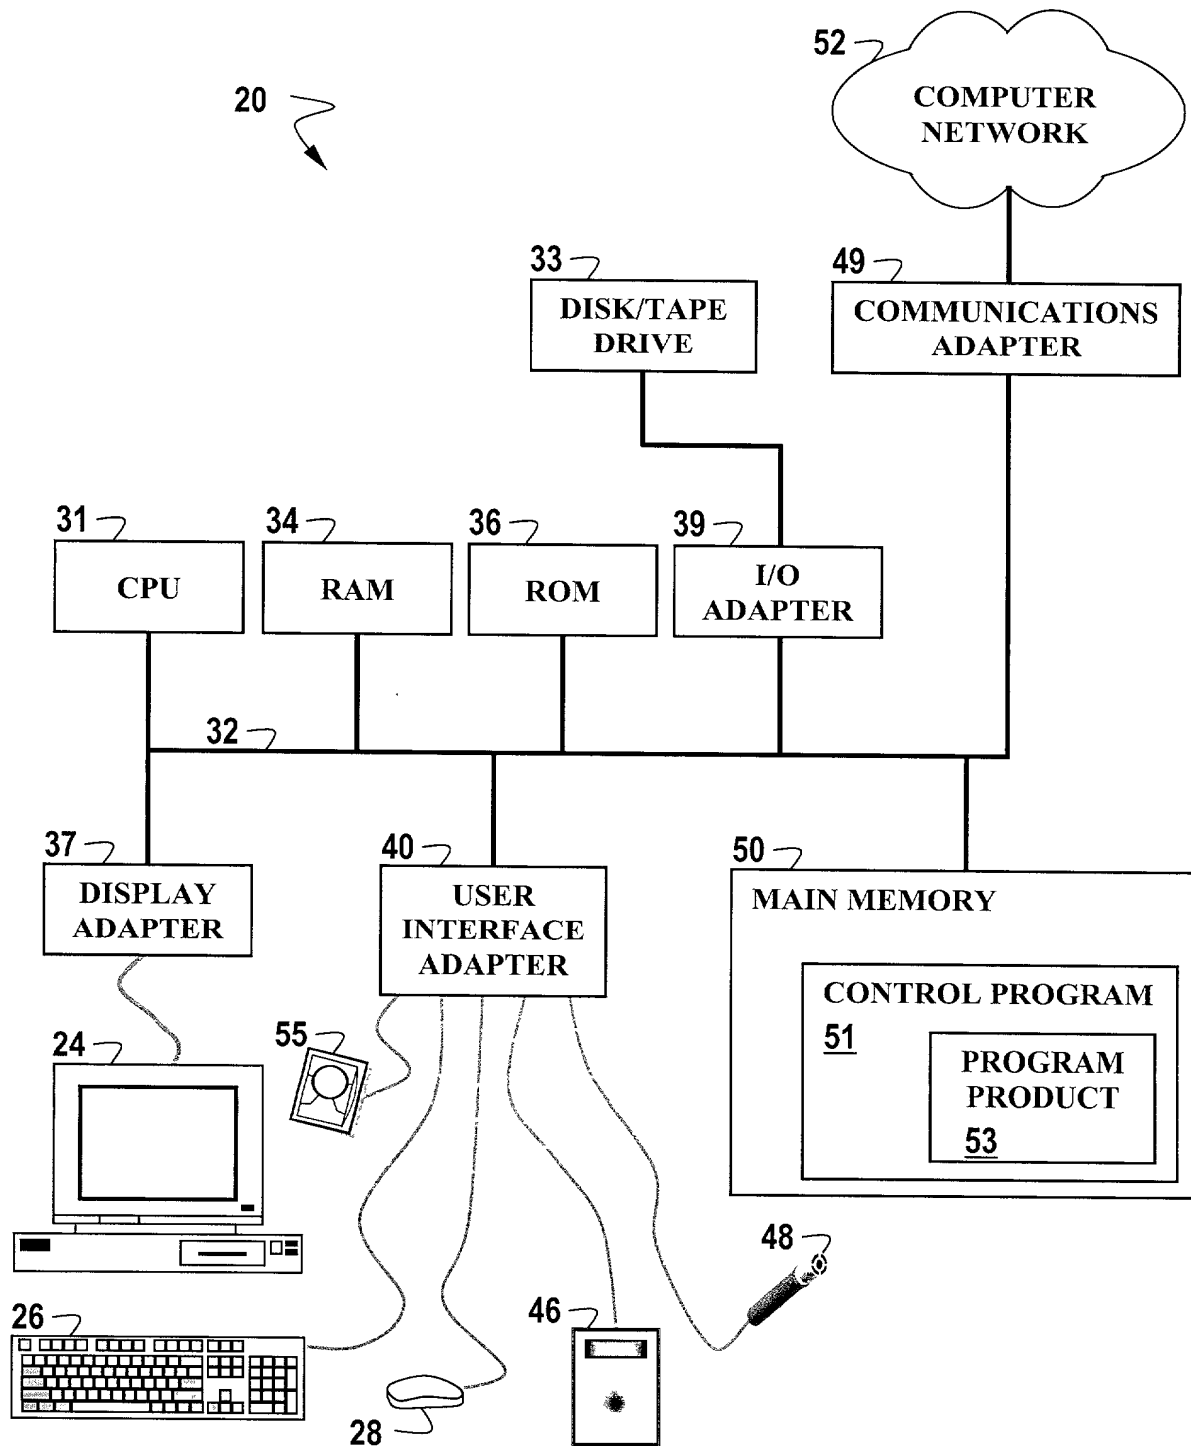 52
COMPUTER
NETWORK
20
33
DISK/TAPE
DRIVE
49
COMMUNICATIONS
ADAPTER
31
CPU
34
RAM
36
ROM
39
I/O
ADAPTER
32
37
DISPLAY
ADAPTER
40
USER
INTERFACE
ADAPTER
50
MAIN MEMORY
CONTROL PROGRAM
51
PROGRAM
PRODUCT
53
24
55
48
26
28
46